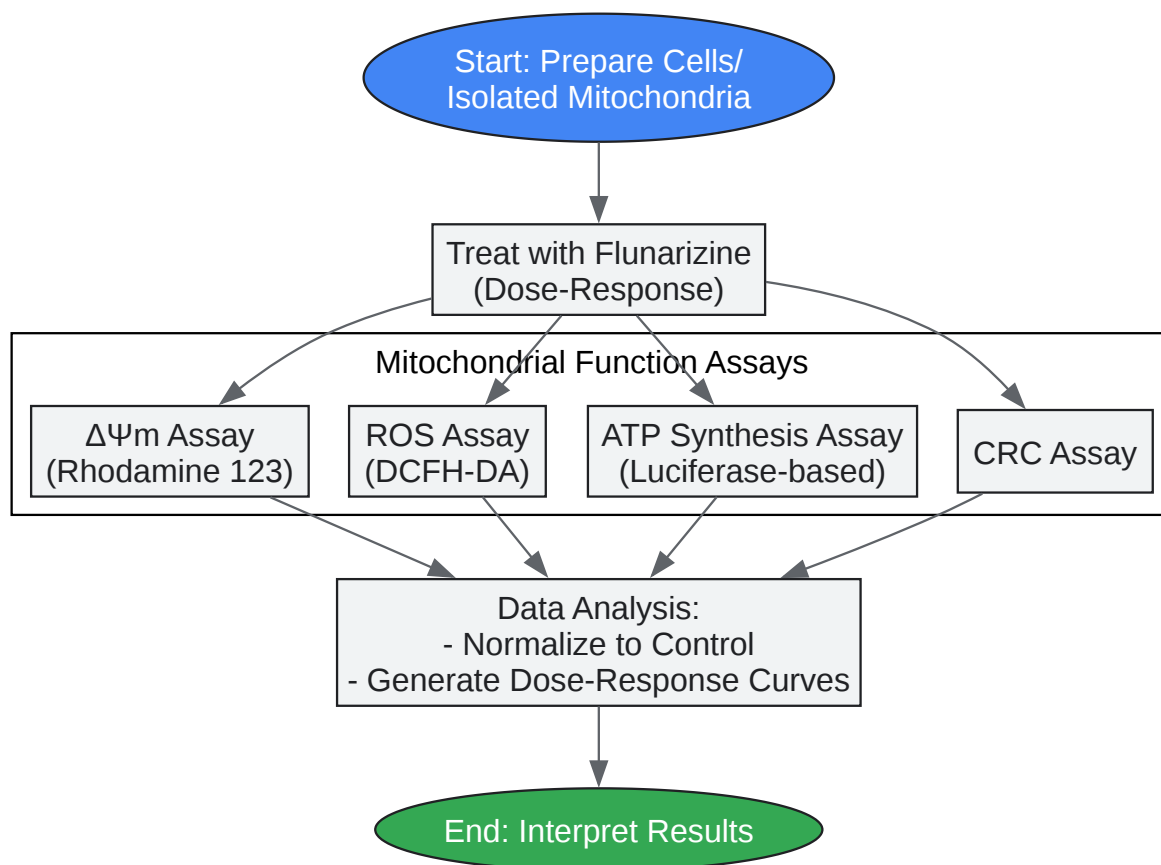 Start: Prepare Cells/
Isolated Mitochondria
Treat with Flunarizine
(Dose-Response)
Mitochondrial Function Assays
ΔΨm Assay
(Rhodamine 123)
ROS Assay
(DCFH-DA)
ATP Synthesis Assay
(Luciferase-based)
CRC Assay
Data Analysis:
- Normalize to Control
- Generate Dose-Response Curves
End: Interpret Results